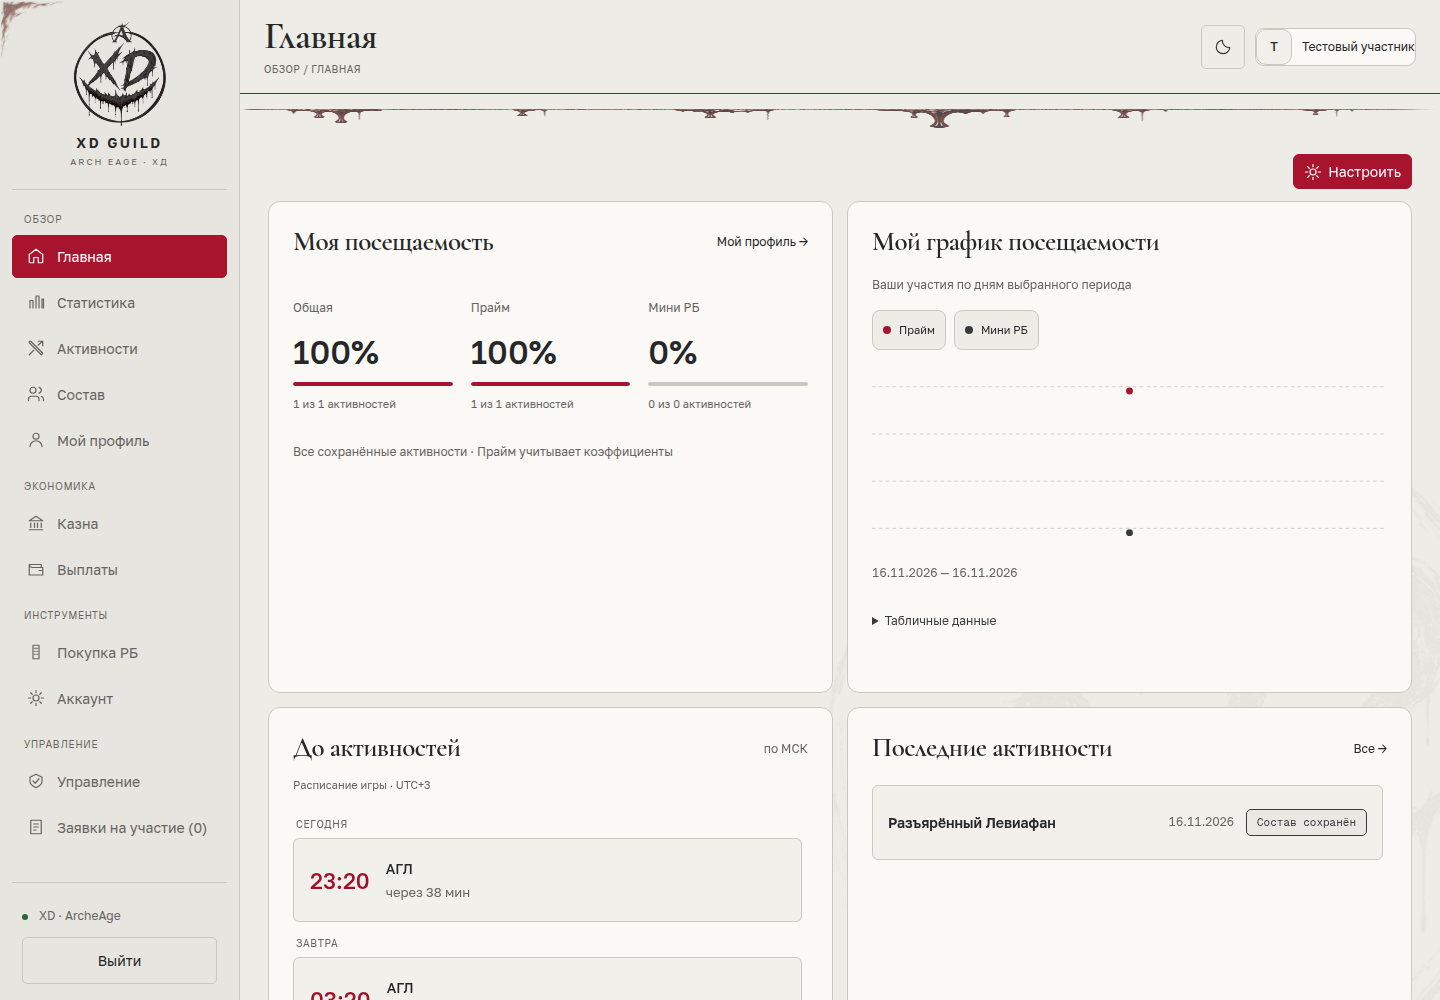 XD
XD GUILD
ARCH EAGE · ХД
ОБЗОР
Главная
Статистика
Активности
Состав
Мой профиль
ЭКОНОМИКА
Казна
Выплаты
ИНСТРУМЕНТЫ
Покупка РБ
Аккаунт
УПРАВЛЕНИЕ
Управление
Заявки на участие (0)
XD · ArcheAge
Выйти
Главная
ОБЗОР / ГЛАВНАЯ
Т Тестовый участник
Настроить
Моя посещаемость
Мой профиль →
Общая Прайм Мини РБ
100% 100% 0%
1 из 1 активностей 1 из 1 активностей 0 из 0 активностей
Все сохранённые активности · Прайм учитывает коэффициенты
Мой график посещаемости
Ваши участия по дням выбранного периода
Прайм Мини РБ
16.11.2026 — 16.11.2026
Табличные данные
До активностей
по МСК
Расписание игры · UTC+3
СЕГОДНЯ
23:20 АГЛ
через 38 мин
ЗАВТРА
03:20 АГЛ
Последние активности
Все →
Разъярённый Левиафан 16.11.2026 Состав сохранён